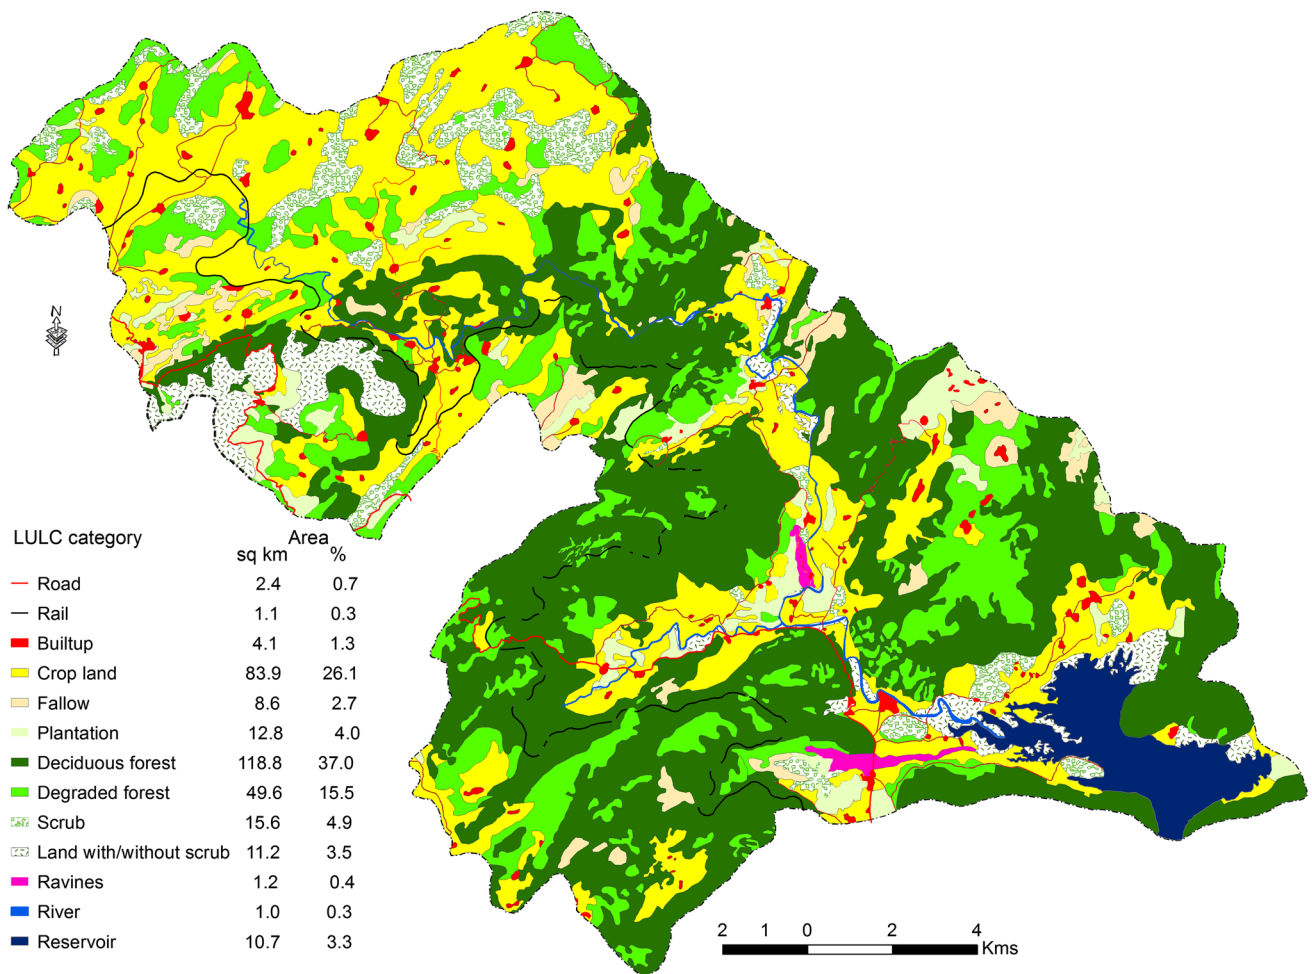 N
LULC category Area
sq km %
Road 2.4 0.7
Rail 1.1 0.3
Builtup 4.1 1.3
Crop land 83.9 26.1
Fallow 8.6 2.7
Plantation 12.8 4.0
Deciduous forest 118.8 37.0
Degraded forest 49.6 15.5
Scrub 15.6 4.9
Land with/without scrub 11.2 3.5
Ravines 1.2 0.4
River 1.0 0.3
Reservoir 10.7 3.3
2 1 0 2 4
Kms